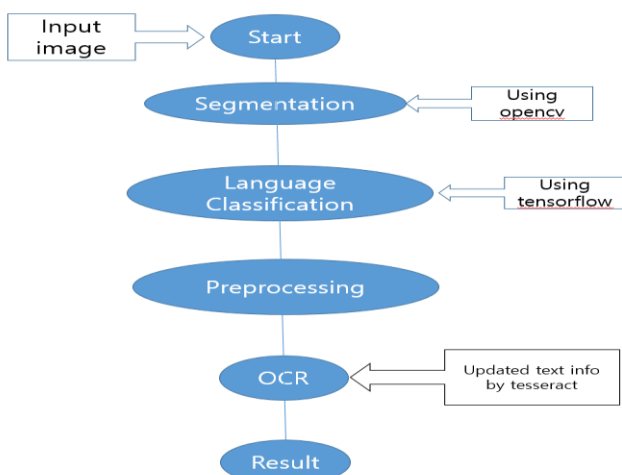 Input
image
Start
Segmentation
Using
opencv
Language
Classification
Using
tensorflow
Preprocessing
OCR
Updated text info
by tesseract
Result